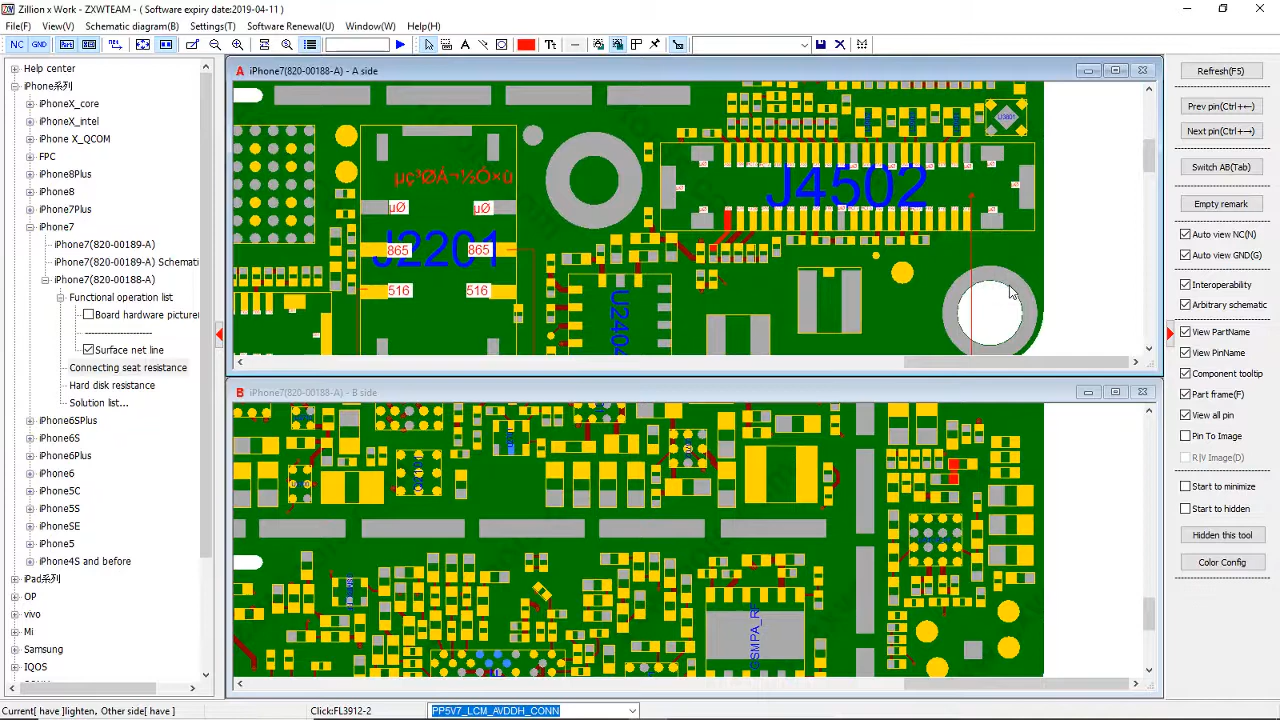 Zillion x Work - ZXWTEAM - ( Software expiry date:2019-04-11 )
File(F) View(V) Schematic diagram(B) Settings(T) Software Renewal(U) Window(W) Help(H)
NC GND
Help center
iPhone系列
iPhoneX_core
iPhoneX_intel
iPhone X_QCOM
FPC
iPhone8Plus
iPhone8
iPhone7Plus
iPhone7
iPhone7(820-00189-A)
iPhone7(820-00189-A) Schemati
iPhone7(820-00188-A)
Functional operation list
Board hardware picture
--------------------
Surface net line
Connecting seat resistance
Hard disk resistance
Solution list...
iPhone6SPlus
iPhone6S
iPhone6Plus
iPhone6
iPhone5C
iPhone5S
iPhoneSE
iPhone5
iPhone4S and before
iPad系列
OP
vivo
Mi
Samsung
IQOS
A iPhone7(820-00188-A) - A side
µç³ØÁ¬½Ó×ù
µØ µØ
J2201
865 865
516 516
U2404
J4502
B iPhone7(820-00188-A) - B side
GSMPA_RF
Refresh(F5)
Prev pin(Ctrl+←)
Next pin(Ctrl+→)
Switch AB(Tab)
Empty remark
Auto view NC(N)
Auto view GND(G)
Interoperability
Arbitrary schematic
View PartName
View PinName
Component tooltip
Part frame(F)
View all pin
Pin To Image
R|V Image(D)
Start to minimize
Start to hidden
Hidden this tool
Color Config
Current[ have ]lighten, Other side[ have ]
Click:FL3912-2
PP5V7_LCM_AVDDH_CONN